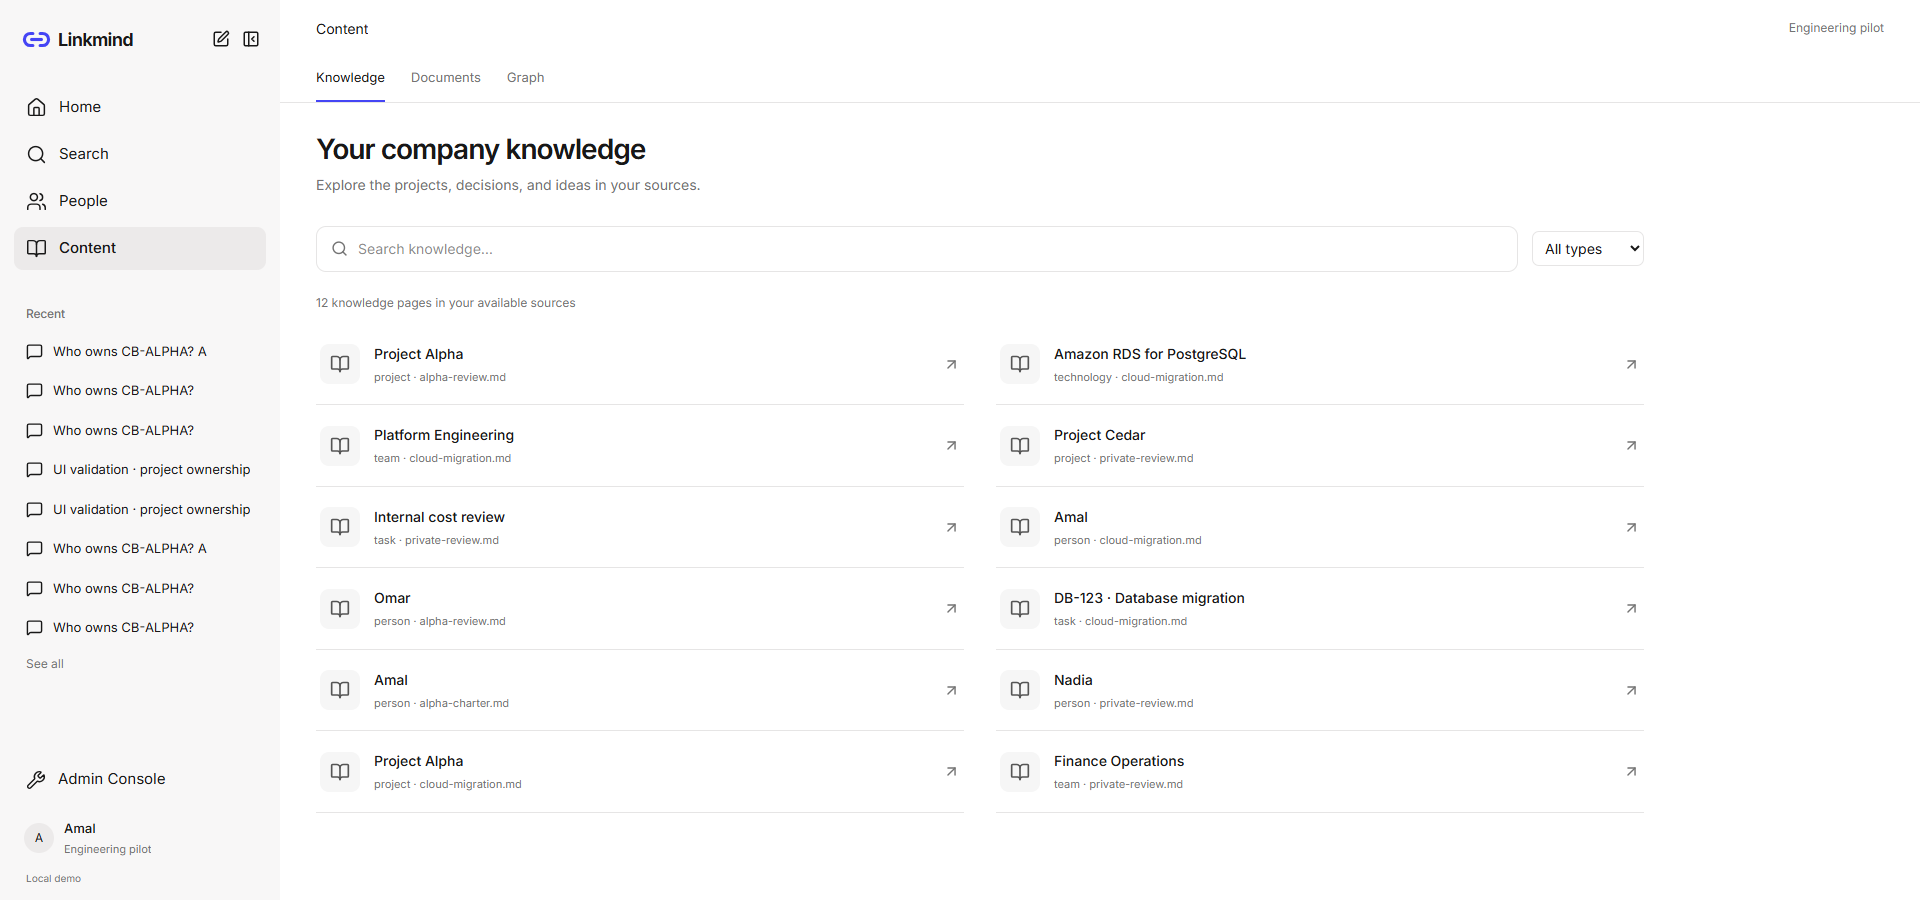 Linkmind
Home
Search
People
Content
Recent
Who owns CB-ALPHA? A
Who owns CB-ALPHA?
Who owns CB-ALPHA?
UI validation · project ownership
UI validation · project ownership
Who owns CB-ALPHA? A
Who owns CB-ALPHA?
Who owns CB-ALPHA?
See all
Admin Console
A
Amal
Engineering pilot
Local demo
Content
Engineering pilot
Knowledge
Documents
Graph
Your company knowledge
Explore the projects, decisions, and ideas in your sources.
Search knowledge...
All types
12 knowledge pages in your available sources
Project Alpha
project · alpha-review.md
Amazon RDS for PostgreSQL
technology · cloud-migration.md
Platform Engineering
team · cloud-migration.md
Project Cedar
project · private-review.md
Internal cost review
task · private-review.md
Amal
person · cloud-migration.md
Omar
person · alpha-review.md
DB-123 · Database migration
task · cloud-migration.md
Amal
person · alpha-charter.md
Nadia
person · private-review.md
Project Alpha
project · cloud-migration.md
Finance Operations
team · private-review.md